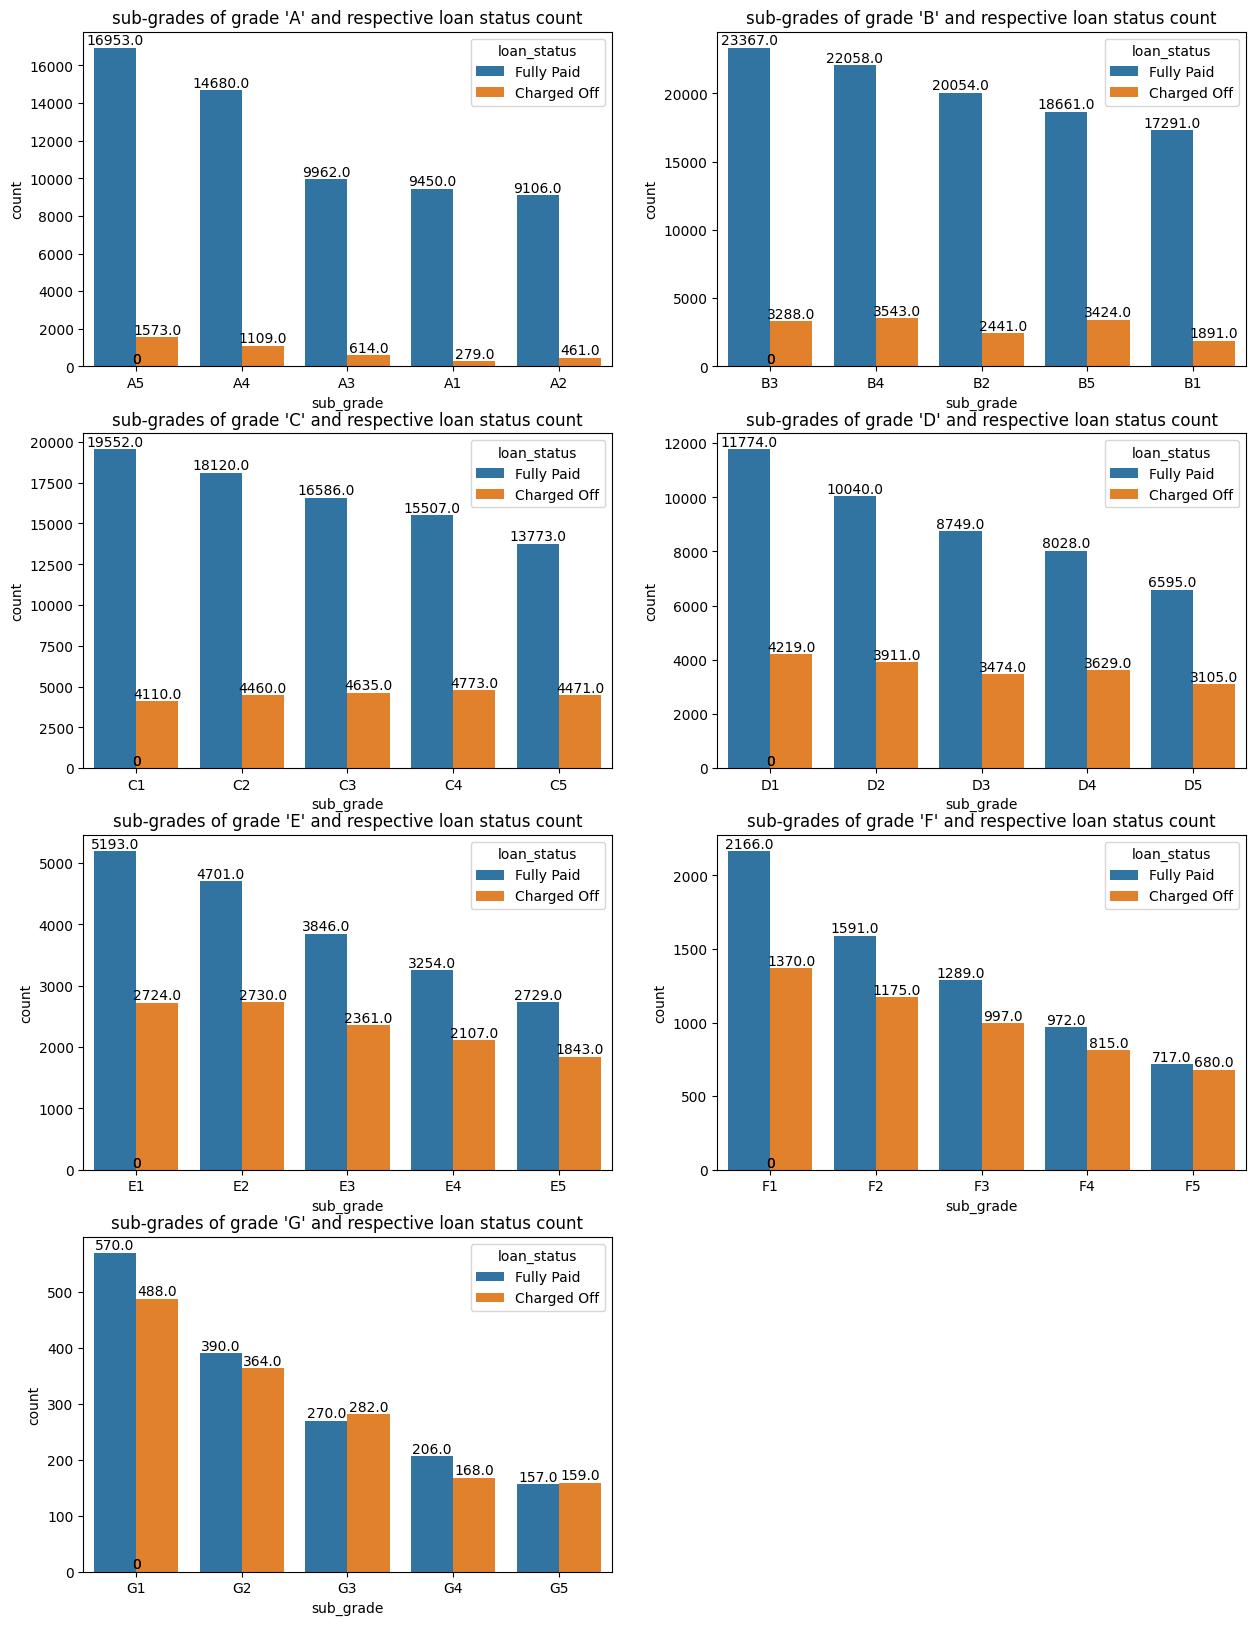 sub-grades of grade 'A' and respective loan status count
16953.0
14680.0
9962.0
9450.0
9106.0
1573.0
1109.0
614.0
279.0
461.0
0
loan_status
Fully Paid
Charged Off
16000
14000
12000
10000
8000
6000
4000
2000
0
count
A5 A4 A3 A1 A2
sub_grade
sub-grades of grade 'B' and respective loan status count
23367.0
22058.0
20054.0
18661.0
17291.0
3288.0
3543.0
2441.0
3424.0
1891.0
0
loan_status
Fully Paid
Charged Off
20000
15000
10000
5000
0
count
B3 B4 B2 B5 B1
sub_grade
sub-grades of grade 'C' and respective loan status count
19552.0
18120.0
16586.0
15507.0
13773.0
4110.0
4460.0
4635.0
4773.0
4471.0
0
loan_status
Fully Paid
Charged Off
20000
17500
15000
12500
10000
7500
5000
2500
0
count
C1 C2 C3 C4 C5
sub_grade
sub-grades of grade 'D' and respective loan status count
11774.0
10040.0
8749.0
8028.0
6595.0
4219.0
3911.0
3474.0
3629.0
3105.0
0
loan_status
Fully Paid
Charged Off
12000
10000
8000
6000
4000
2000
0
count
D1 D2 D3 D4 D5
sub_grade
sub-grades of grade 'E' and respective loan status count
5193.0
4701.0
3846.0
3254.0
2729.0
2724.0
2730.0
2361.0
2107.0
1843.0
0
loan_status
Fully Paid
Charged Off
5000
4000
3000
2000
1000
0
count
E1 E2 E3 E4 E5
sub_grade
sub-grades of grade 'F' and respective loan status count
2166.0
1591.0
1289.0
972.0
717.0
1370.0
1175.0
997.0
815.0
680.0
0
loan_status
Fully Paid
Charged Off
2000
1500
1000
500
0
count
F1 F2 F3 F4 F5
sub_grade
sub-grades of grade 'G' and respective loan status count
570.0
390.0
270.0
206.0
157.0
488.0
364.0
282.0
168.0
159.0
0
loan_status
Fully Paid
Charged Off
500
400
300
200
100
0
count
G1 G2 G3 G4 G5
sub_grade